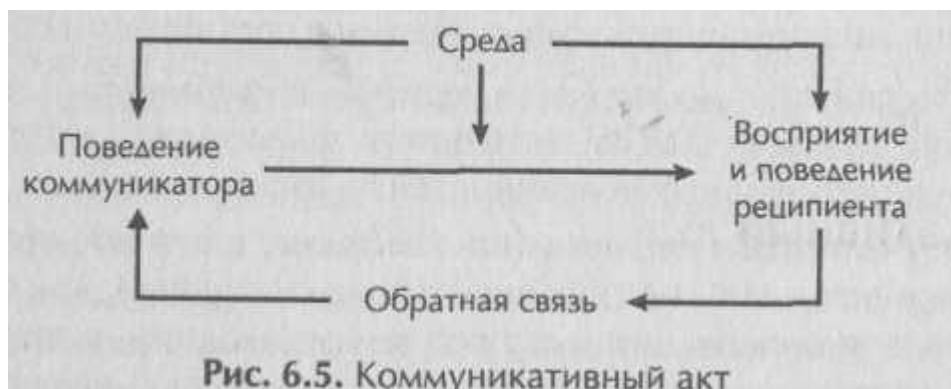 Среда
Поведение
коммуникатора
Восприятие
и поведение
реципиента
Обратная связь
Рис. 6.5. Коммуникативный акт